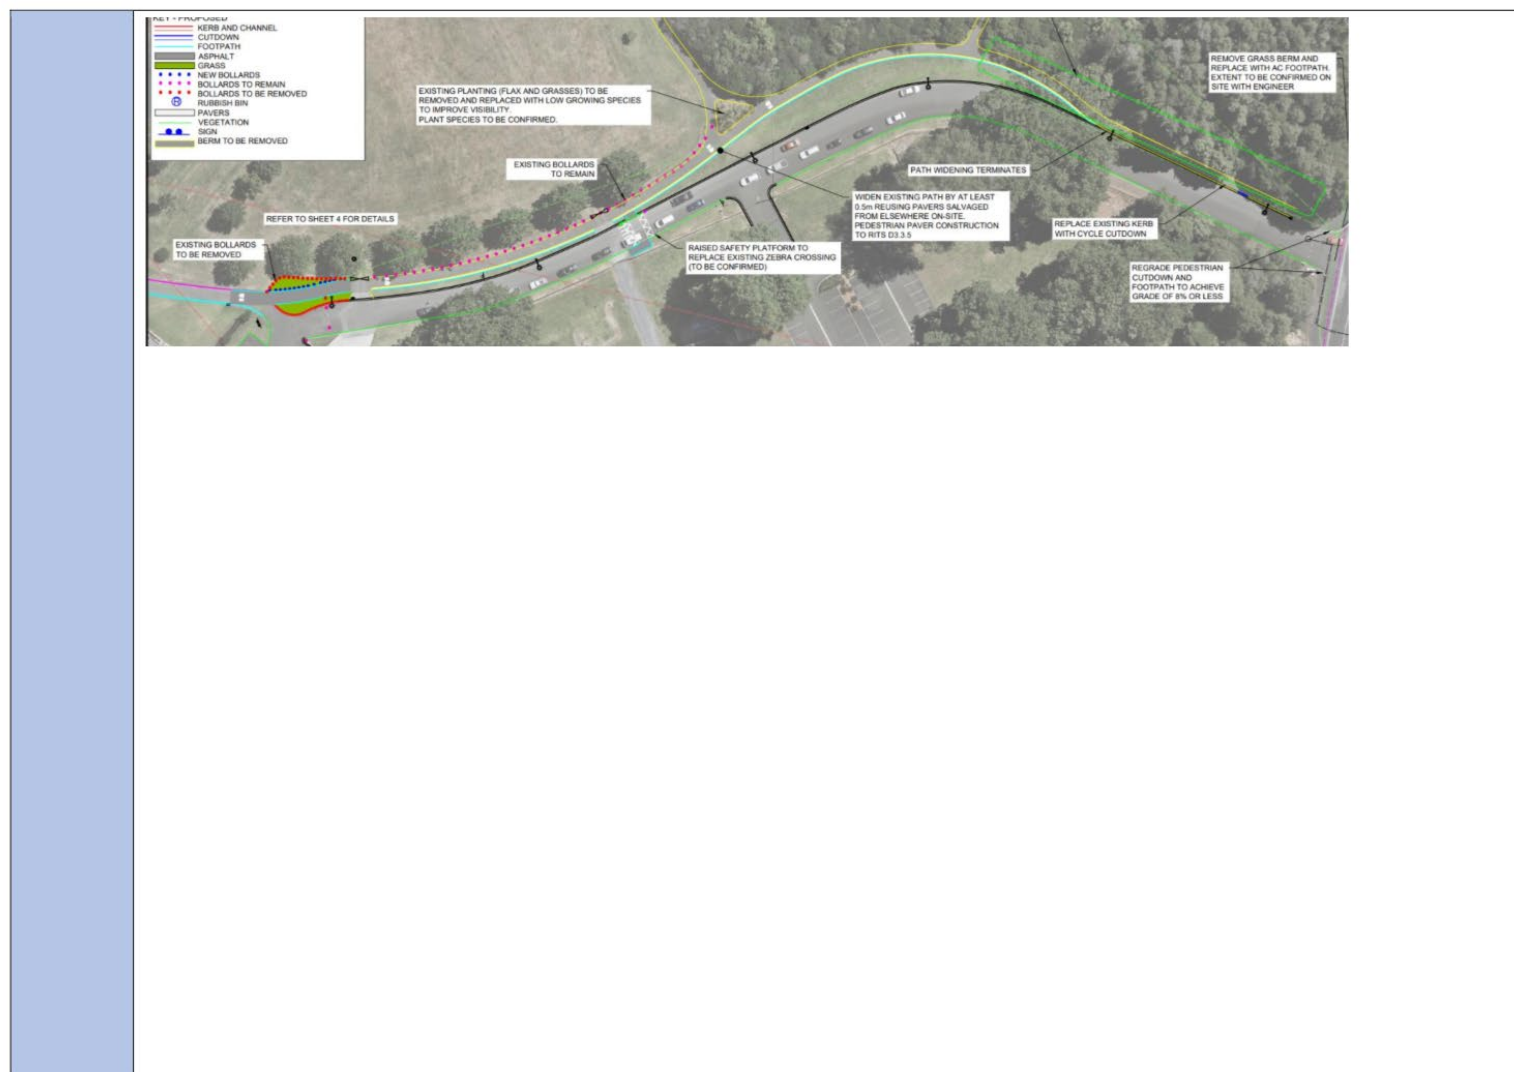 KEY - PROPOSED
KERB AND CHANNEL
CUTDOWN
FOOTPATH
ASPHALT
GRASS
NEW BOLLARDS
BOLLARDS TO REMAIN
BOLLARDS TO BE REMOVED
RUBBISH BIN
PAVERS
VEGETATION
SIGN
BERM TO BE REMOVED
REMOVE GRASS BERM AND
REPLACE WITH AC FOOTPATH.
EXTENT TO BE CONFIRMED ON
SITE WITH ENGINEER
EXISTING PLANTING (FLAX AND GRASSES) TO BE
REMOVED AND REPLACED WITH LOW GROWING SPECIES
TO IMPROVE VISIBILITY.
PLANT SPECIES TO BE CONFIRMED.
EXISTING BOLLARDS
TO REMAIN
PATH WIDENING TERMINATES
WIDEN EXISTING PATH BY AT LEAST
0.5m REUSING PAVERS SALVAGED
FROM ELSEWHERE ON-SITE.
PEDESTRIAN PAVER CONSTRUCTION
TO RITS D3.3.5
REFER TO SHEET 4 FOR DETAILS
REPLACE EXISTING KERB
WITH CYCLE CUTDOWN
EXISTING BOLLARDS
TO BE REMOVED
RAISED SAFETY PLATFORM TO
REPLACE EXISTING ZEBRA CROSSING
(TO BE CONFIRMED)
REGRADE PEDESTRIAN
CUTDOWN AND
FOOTPATH TO ACHIEVE
GRADE OF 8% OR LESS